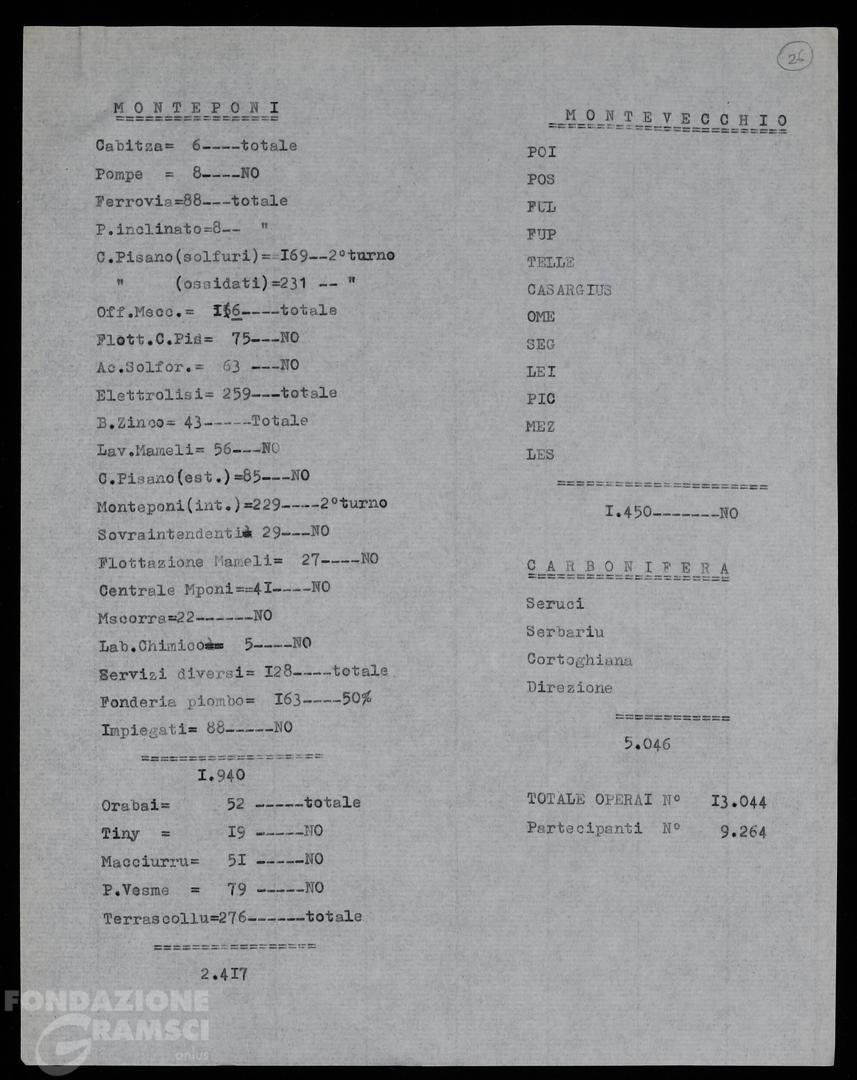 26
M O N T E P O N I
=================
Cabitza=  6----totale
Pompe  =  8----NO
Ferrovia=88---totale
P.inclinato=8--  "
C.Pisano(solfuri)= I69--2°turno
"     (ossidati)=231 -- "
Off.Mecc.=  I56----totale
Flott.C.Pis=  75---NO
Ac.Solfor.=  63 ---NO
Elettrolisi= 259---totale
B.Zinco= 43-----Totale
Lav.Mameli= 56---NO
C.Pisano(est.)=85---NO
Monteponi(int.)=229----2°turno
Sovraintendenti= 29---NO
Flottazione Mameli=  27----NO
Centrale Mponi==4I----NO
Mscorra=22------NO
Lab.Chimico=  5----NO
Servizi diversi= I28----totale
Fonderia piombo=  I63----50%
Impiegati= 88-----NO
===================
I.940
Orabai=      52 -----totale
Tiny  =      I9 -----NO
Macciurru=   5I -----NO
P.Vesme  =   79 -----NO
Terrascollu=276------totale
=================
2.4I7
M O N T E V E C C H I O
=======================
POI
POS
FUL
FUP
TELLE
CASARGIUS
OME
SEG
LEI
PIC
MEZ
LES
======================
I.450-------NO
C A R B O N I F E R A
=====================
Seruci
Serbariu
Cortoghiana
Direzione
============
5.046
TOTALE OPERAI N°   I3.044
Partecipanti  N°    9.264
FONDAZIONE
GRAMSCI
onlus